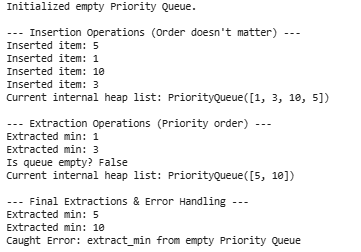 Initialized empty Priority Queue.

--- Insertion Operations (Order doesn't matter) ---
Inserted item: 5
Inserted item: 1
Inserted item: 10
Inserted item: 3
Current internal heap list: PriorityQueue([1, 3, 10, 5])

--- Extraction Operations (Priority order) ---
Extracted min: 1
Extracted min: 3
Is queue empty? False
Current internal heap list: PriorityQueue([5, 10])

--- Final Extractions & Error Handling ---
Extracted min: 5
Extracted min: 10
Caught Error: extract_min from empty Priority Queue